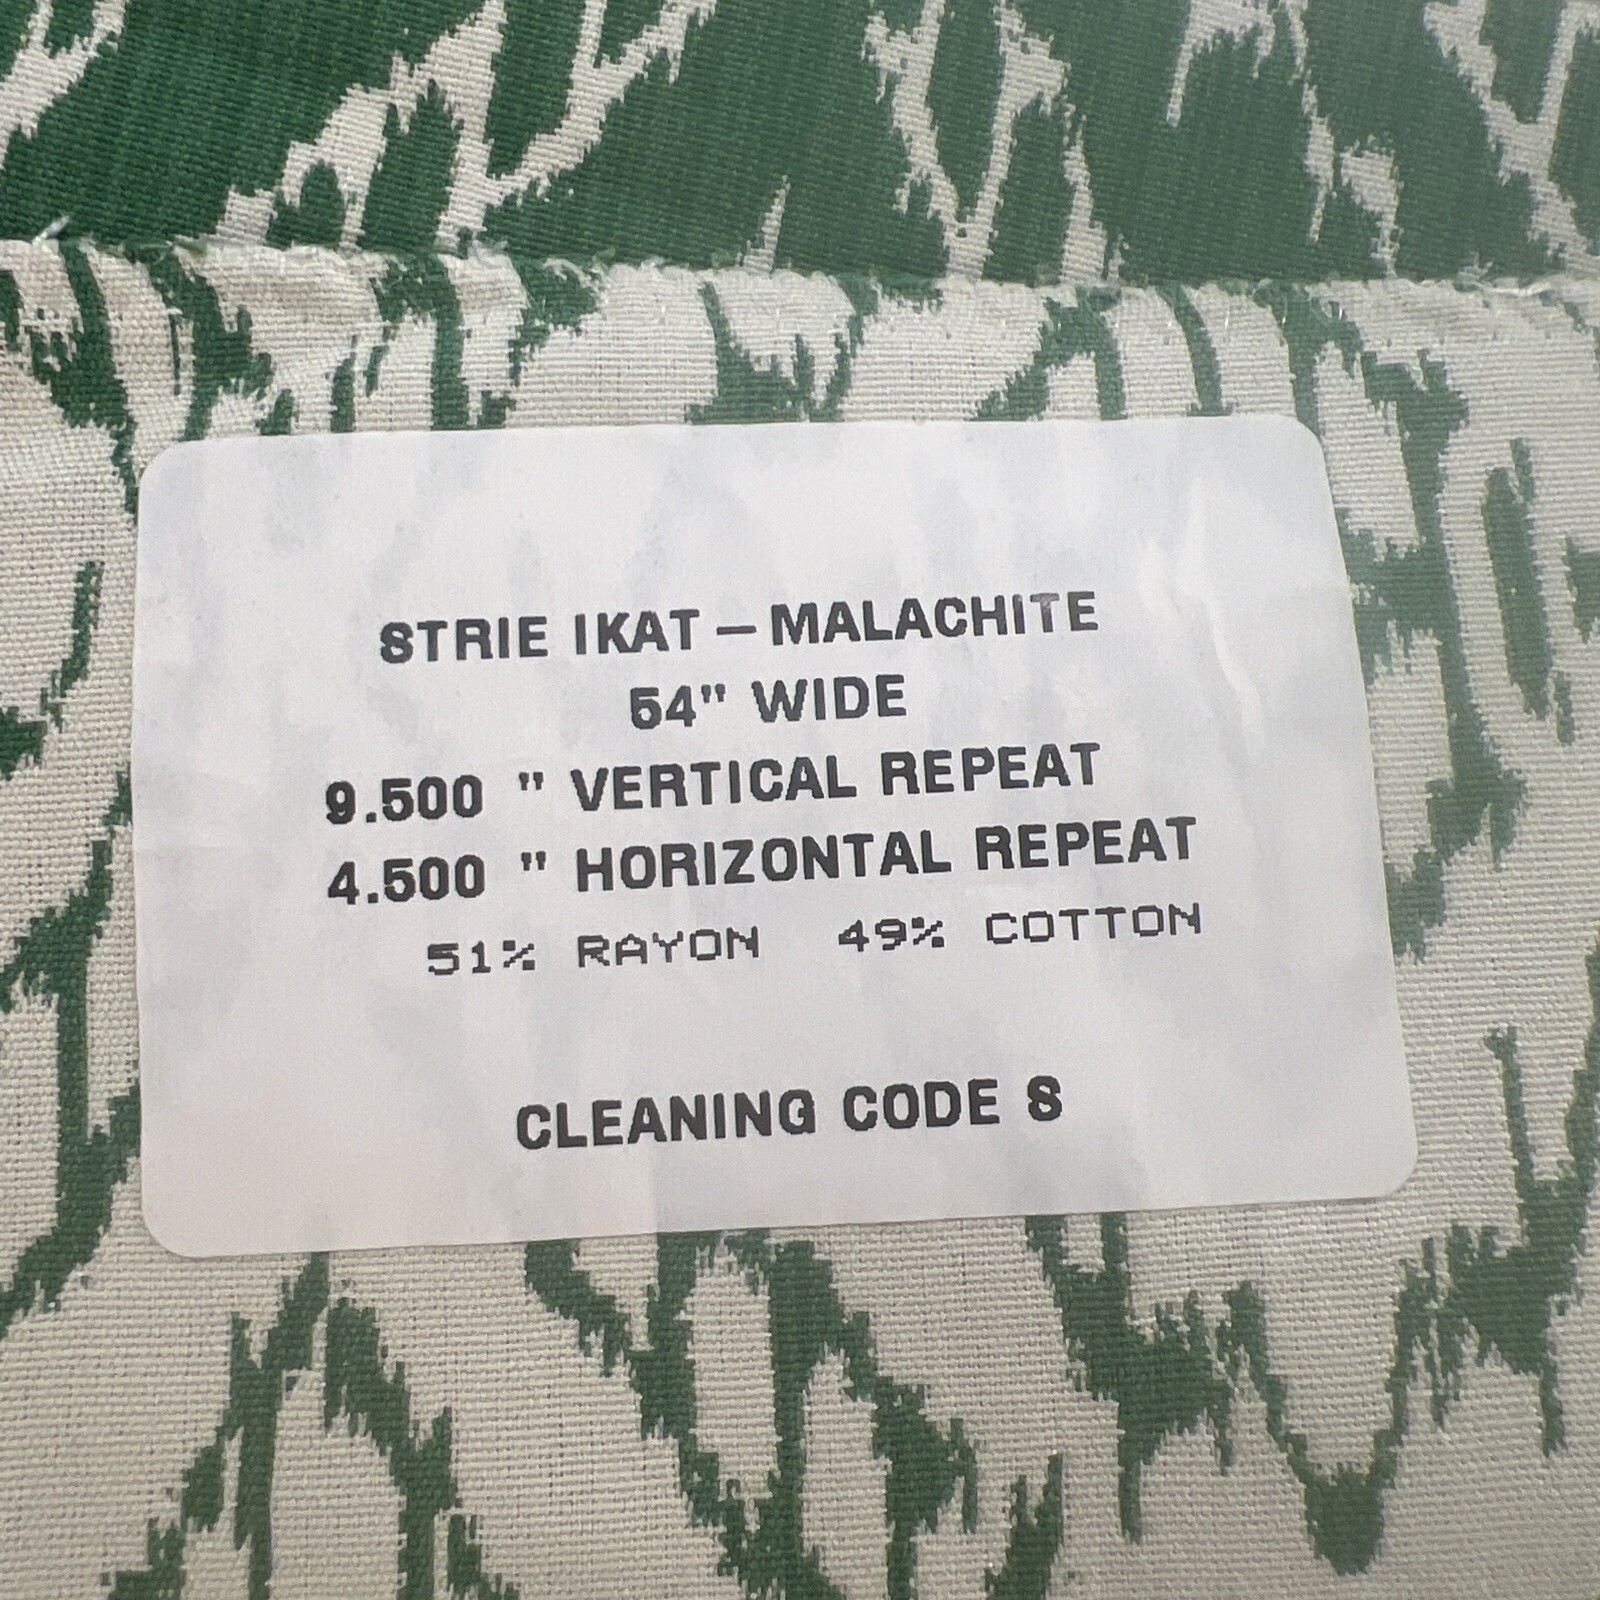 STRIE IKAT – MALACHITE
54" WIDE
9.500 " VERTICAL REPEAT
4.500 " HORIZONTAL REPEAT
51% RAYON 49% COTTON
CLEANING CODE S